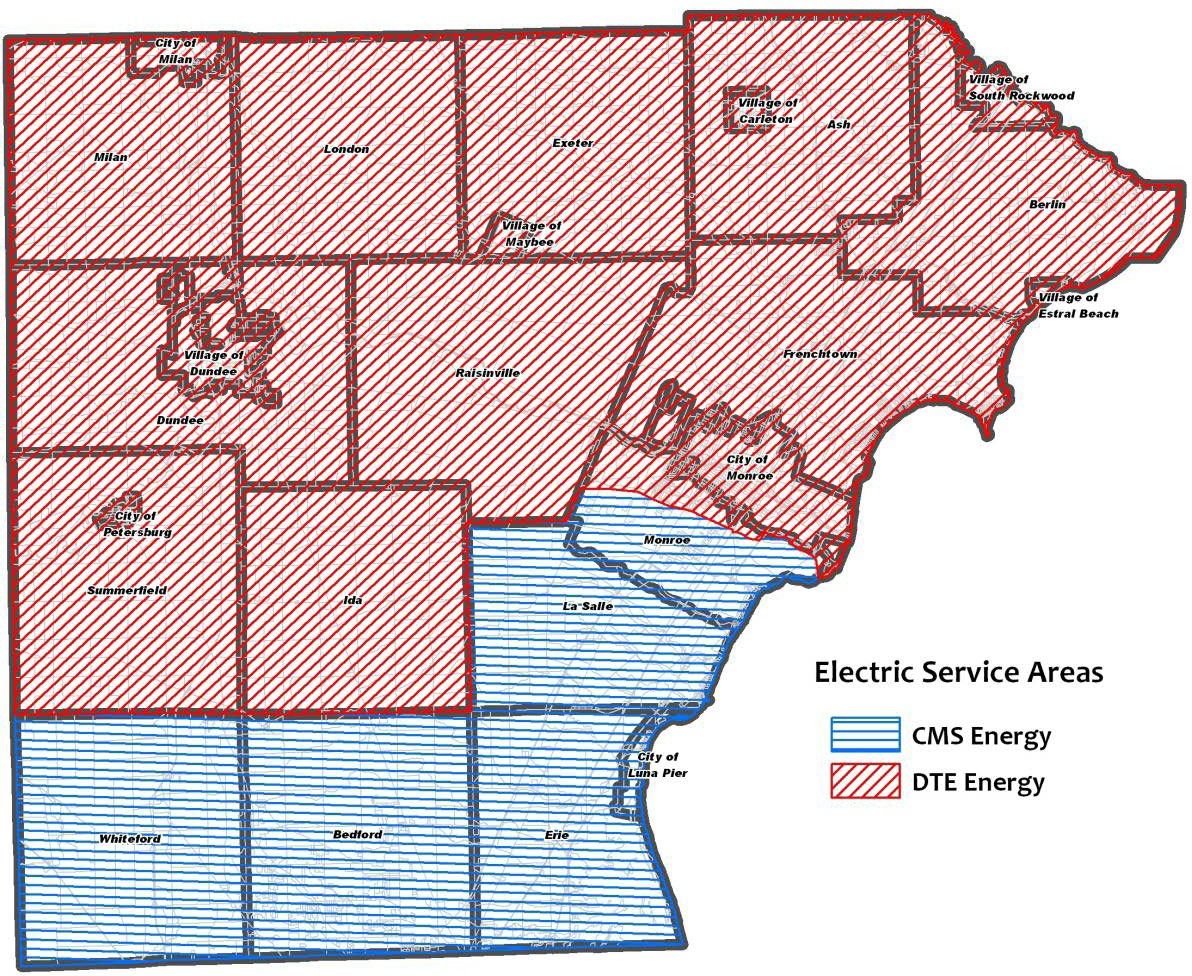 City of
Milan
Village of
South Rockwood
Village of
Carleton
Ash
Milan
London
Exeter
Berlin
Village of
Maybee
Village of
Estral Beach
Village of
Dundee
Frenchtown
Raisinville
Dundee
City of
Monroe
City of
Petersburg
Monroe
Summerfield
Ida
La Salle
Electric Service Areas
CMS Energy
DTE Energy
City of
Luna Pier
Whiteford
Bedford
Erie